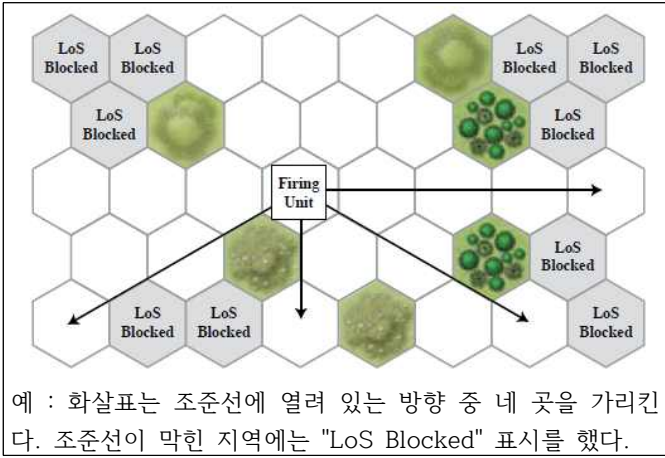 LoS
Blocked
LoS
Blocked
LoS
Blocked
LoS
Blocked
LoS
Blocked
LoS
Blocked
Firing
Unit
LoS
Blocked
LoS
Blocked
LoS
Blocked
LoS
Blocked
예 : 화살표는 조준선에 열려 있는 방향 중 네 곳을 가리킨
다. 조준선이 막힌 지역에는 "LoS Blocked" 표시를 했다.